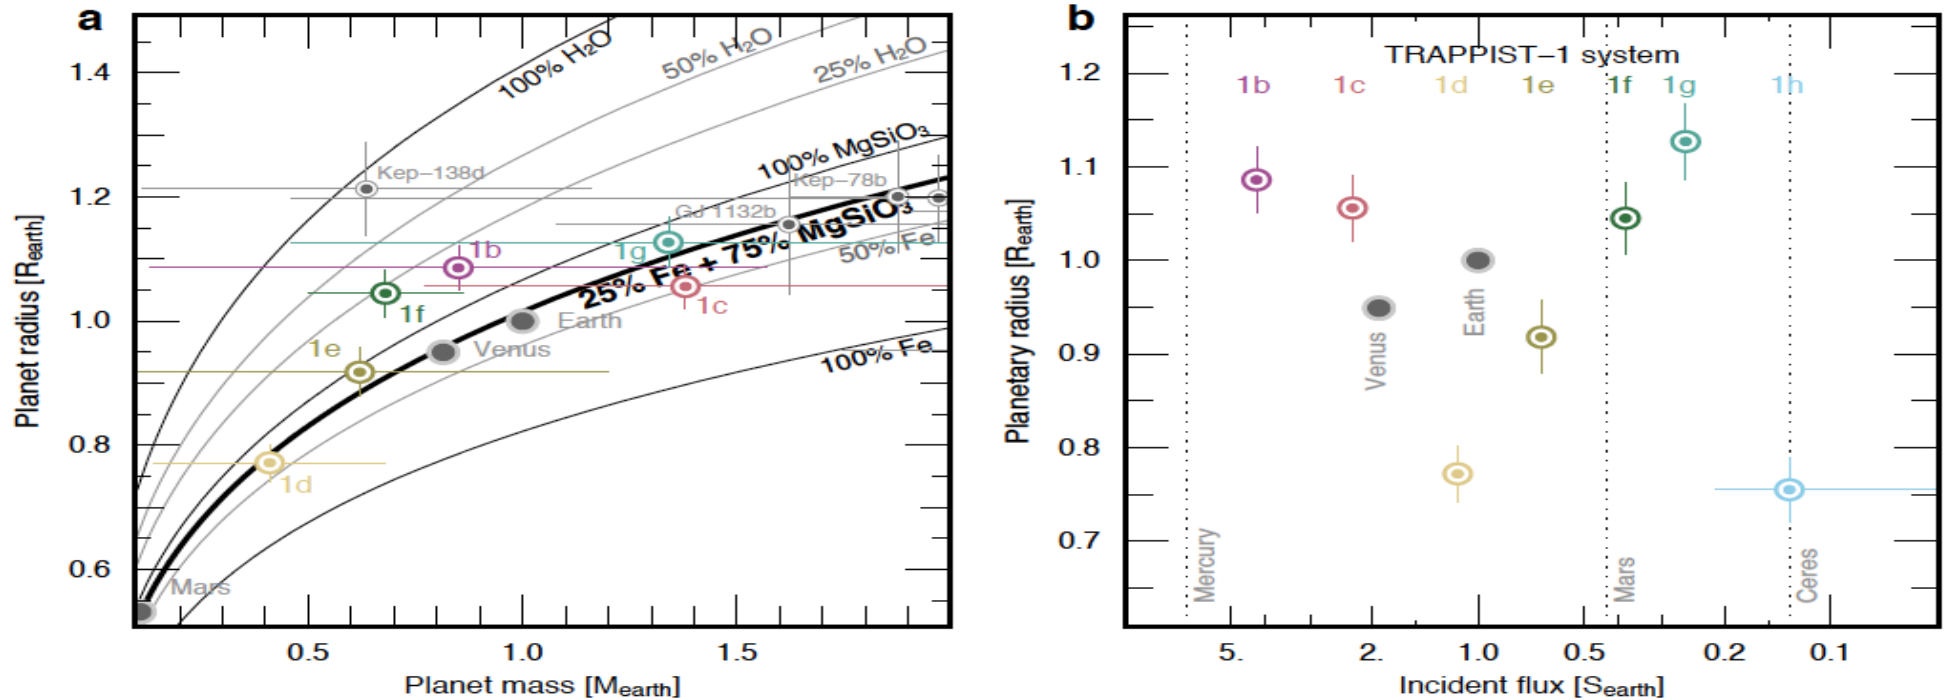 a
Planet radius [Rearth]
1.4
1.2
1.0
0.8
0.6
100% H₂O
50% H₂O
25% H₂O
100% MgSiO₃
25% Fe + 75% MgSiO₃
50% Fe
100% Fe
Kep–138d
Kep–78b
GJ 1132b
1g
1b
1f
1c
Earth
1e
Venus
1d
Mars
0.5
1.0
1.5
Planet mass [Mearth]
b
Planetary radius [Rearth]
TRAPPIST–1 system
1b 1c 1d 1e 1f 1g 1h
1.2
1.1
1.0
0.9
0.8
0.7
Earth
Venus
Mercury
Mars
Ceres
5. 2. 1.0 0.5 0.2 0.1
Incident flux [Searth]